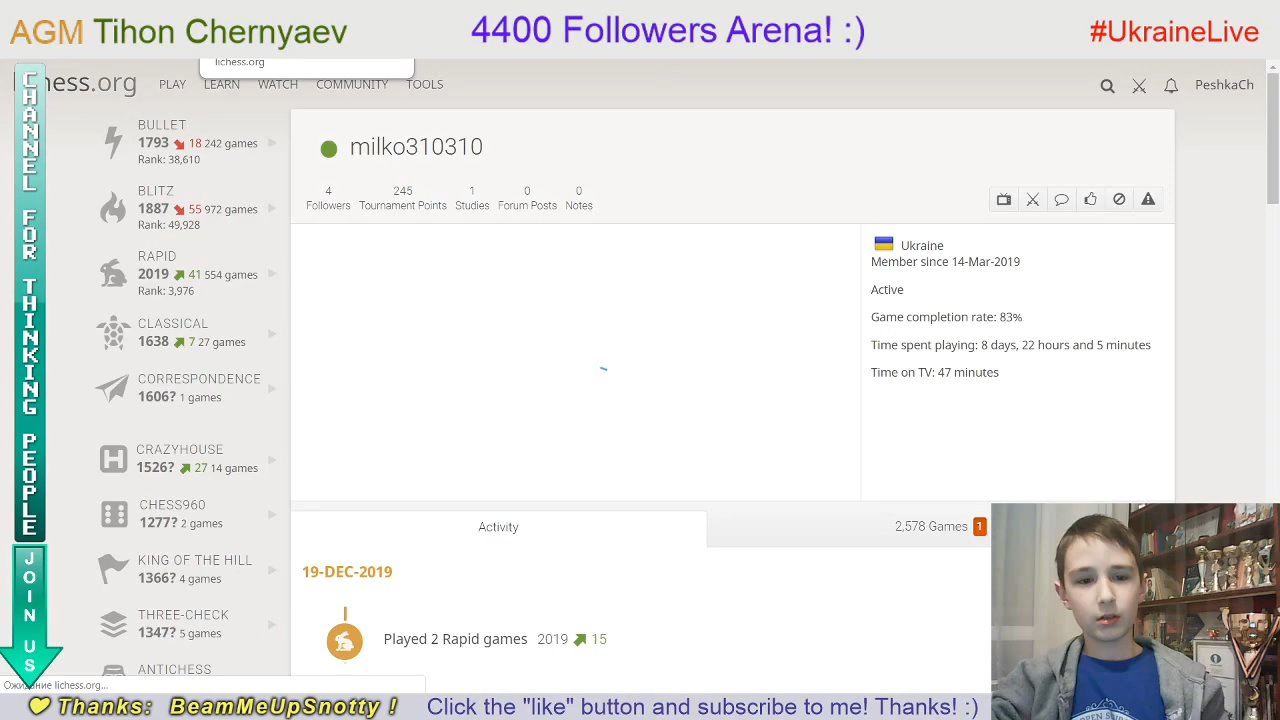 AGM Tihon Chernyaev
4400 Followers Arena! :)
#UkraineLive
CHANNEL FOR THINKING PEOPLE
JOIN US
lichess.org
hess.org
PLAY LEARN WATCH COMMUNITY TOOLS
PeshkaCh
BULLET
1793 18 242 games
Rank: 38,610
BLITZ
1887 55 972 games
Rank: 49,928
RAPID
2019 41 554 games
Rank: 3,976
CLASSICAL
1638 7 27 games
CORRESPONDENCE
1606? 1 games
CRAZYHOUSE
1526? 27 14 games
CHESS960
1277? 2 games
KING OF THE HILL
1366? 4 games
THREE-CHECK
1347? 5 games
ANTICHESS
milko310310
4 245 1 0 0
Followers Tournament Points Studies Forum Posts Notes
Ukraine
Member since 14-Mar-2019
Active
Game completion rate: 83%
Time spent playing: 8 days, 22 hours and 5 minutes
Time on TV: 47 minutes
Activity
2,578 Games 1
19-DEC-2019
Played 2 Rapid games 2019 15
Ожидание lichess.org...
Thanks: BeamMeUpSnotty !
Click the "like" button and subscribe to me! Thanks! :)